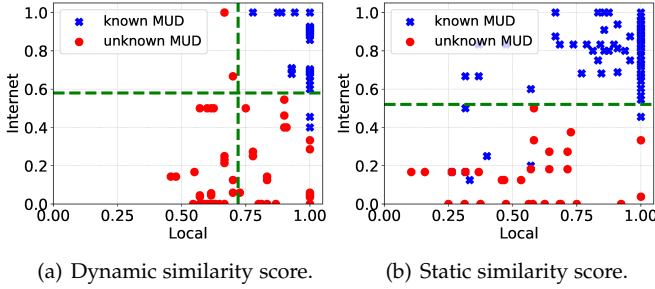 known MUD
unknown MUD
Internet
1.0
0.8
0.6
0.4
0.2
0.0
0.00 0.25 0.50 0.75 1.00
Local
(a) Dynamic similarity score.
known MUD
unknown MUD
Internet
1.0
0.8
0.6
0.4
0.2
0.0
0.00 0.25 0.50 0.75 1.00
Local
(b) Static similarity score.